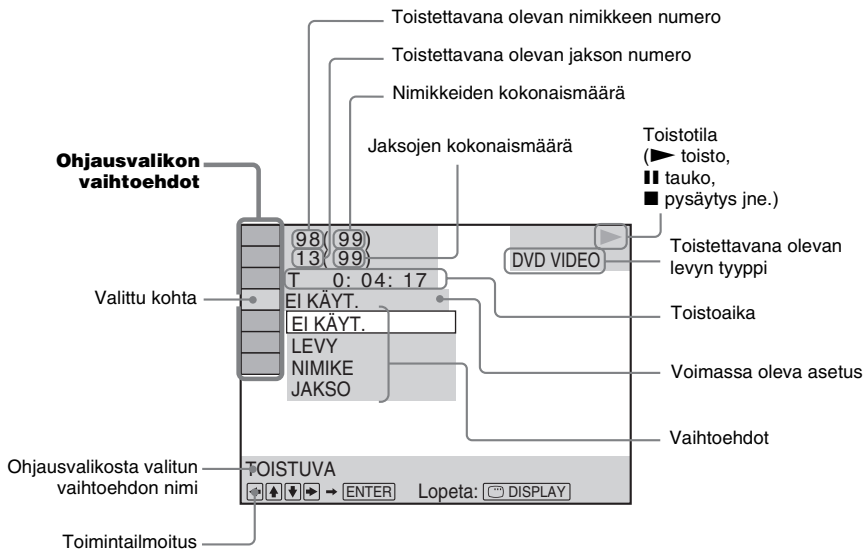 Toistettavana olevan nimikkeen numero
Toistettavana olevan jakson numero
Nimikkeiden kokonaismäärä
Jaksojen kokonaismäärä
Toistotila
(▶ toisto,
⏸ tauko,
■ pysäytys jne.)
Ohjausvalikon
vaihtoehdot
98( 99)
13( 99)
T 0: 04: 17
EI KÄYT.
EI KÄYT.
LEVY
NIMIKE
JAKSO
▶
DVD VIDEO
Toistettavana olevan
levyn tyyppi
Valittu kohta
Toistoaika
Voimassa oleva asetus
Vaihtoehdot
Ohjausvalikosta valitun
vaihtoehdon nimi
TOISTUVA
← ↑ ↓ → → ENTER Lopeta: DISPLAY
Toimintailmoitus